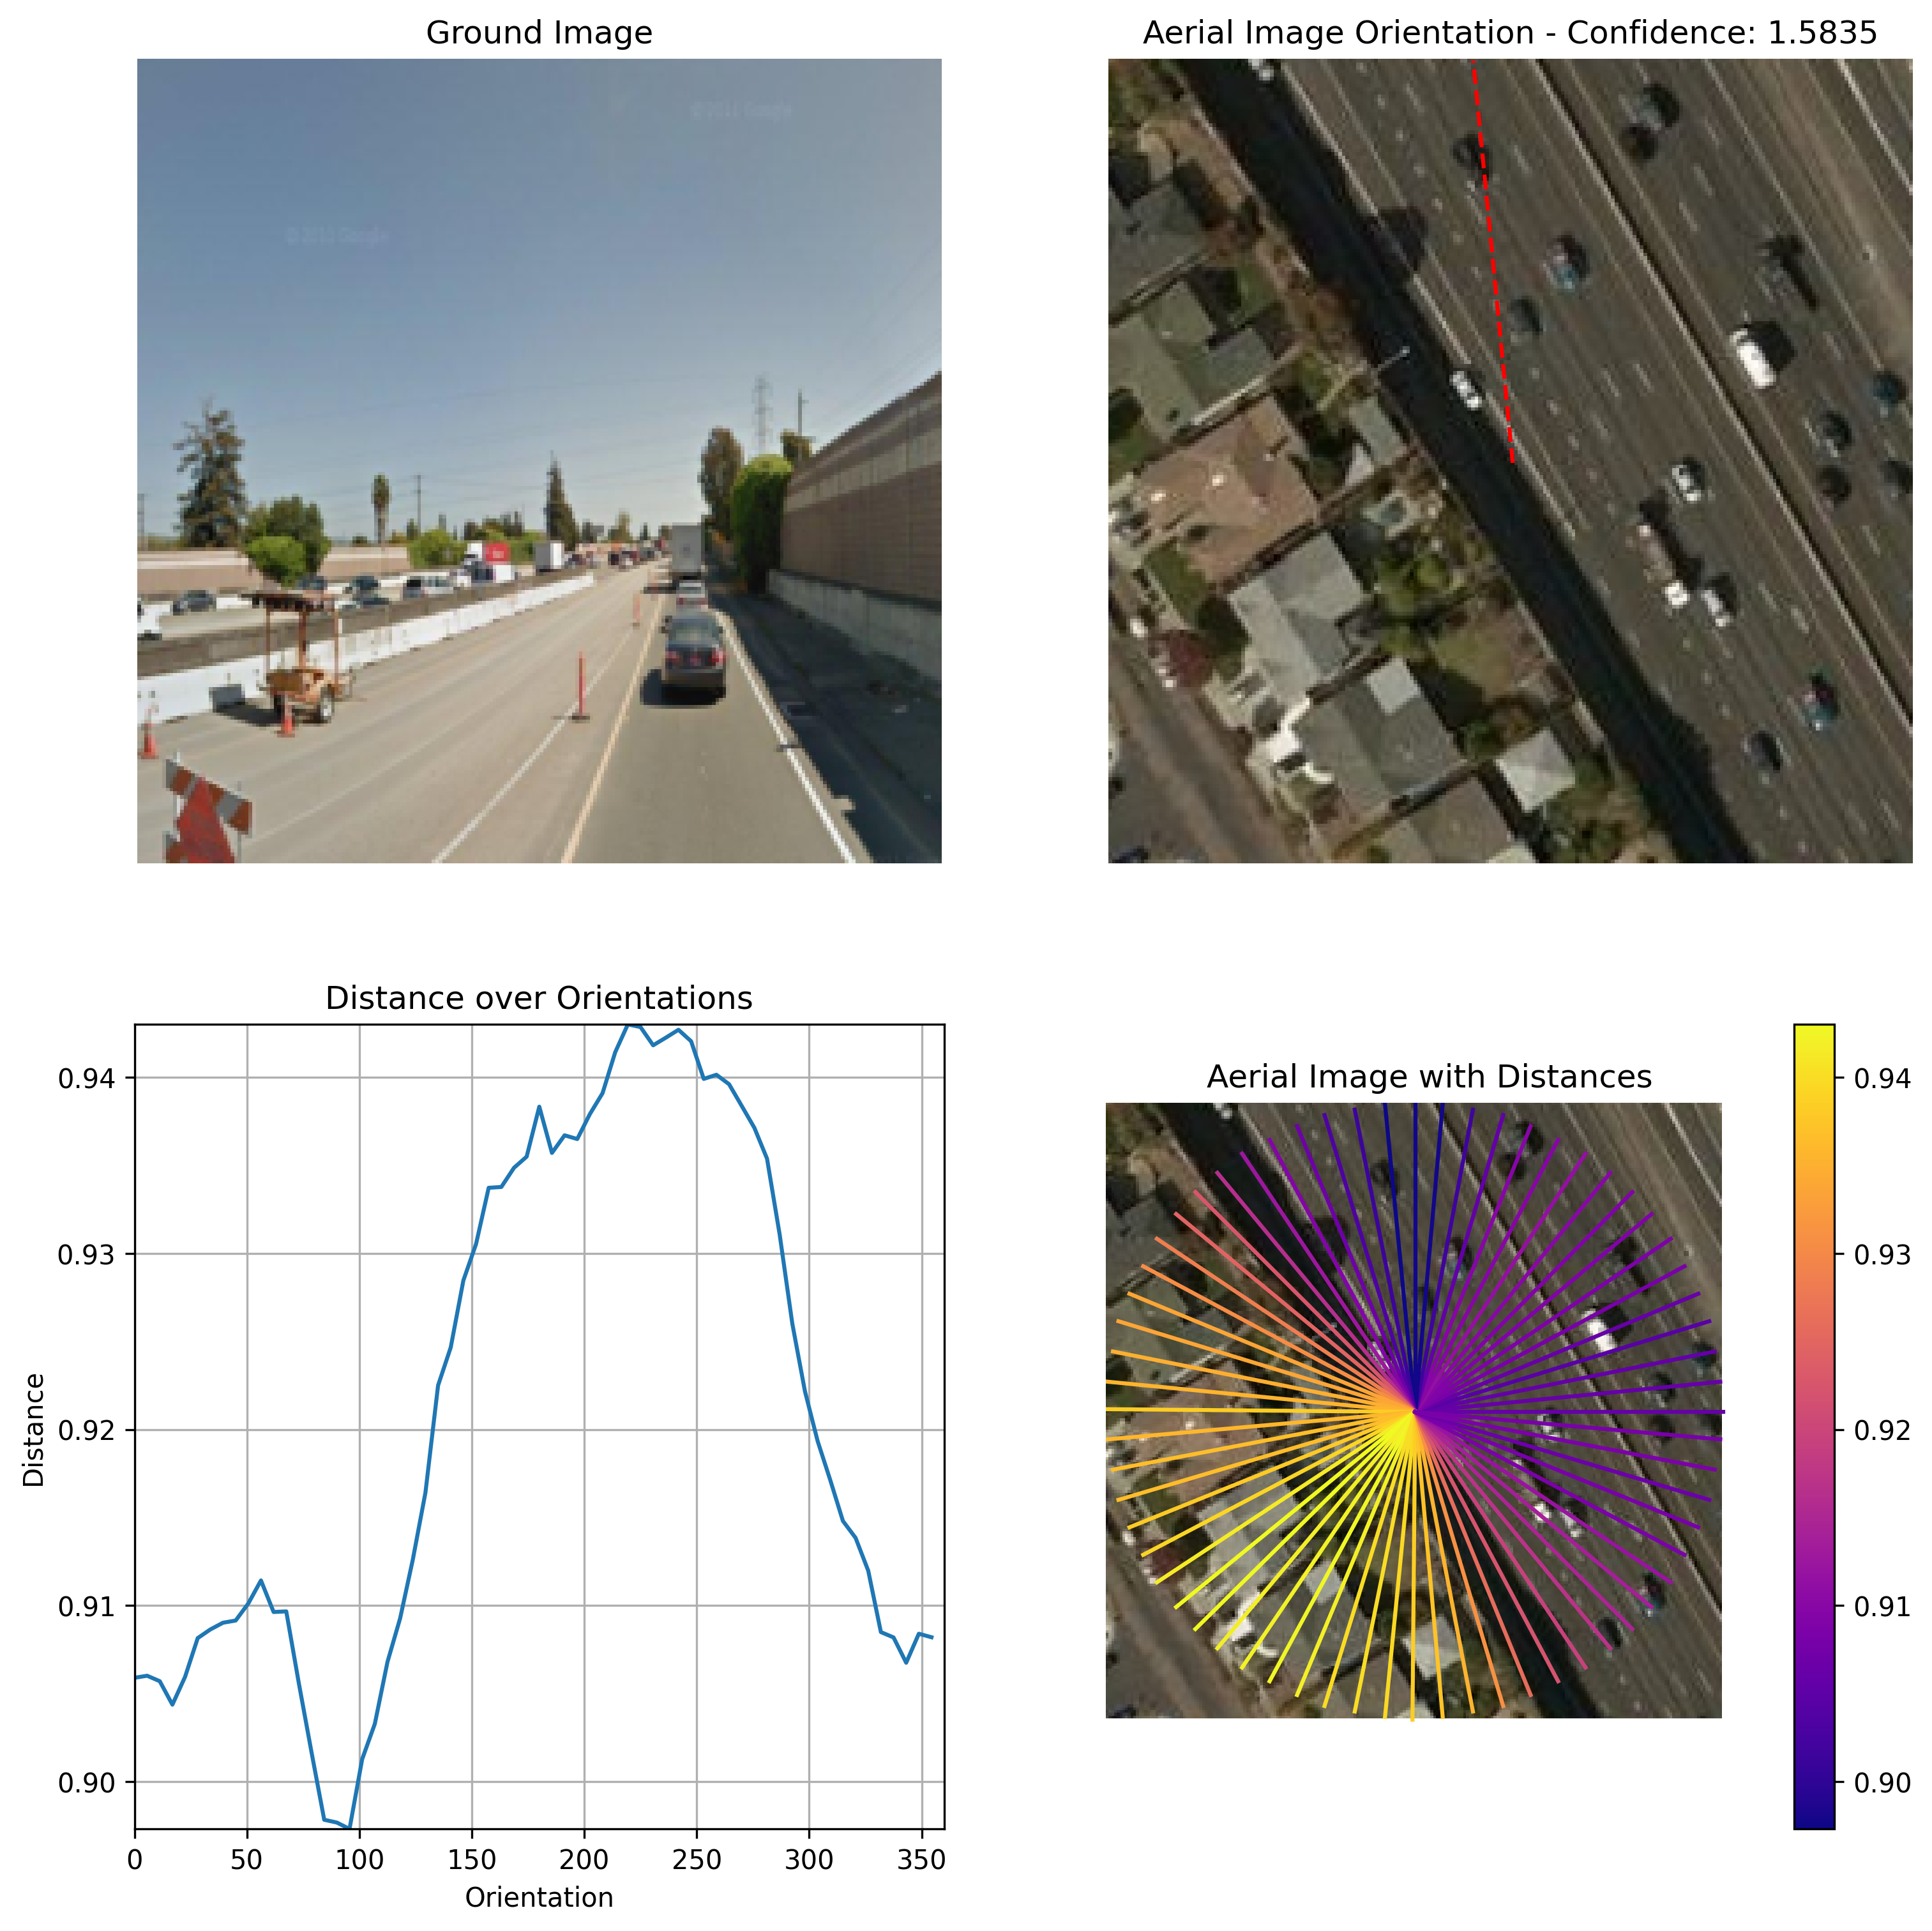 Ground Image
Aerial Image Orientation - Confidence: 1.5835
© 2014 Google
Distance over Orientations
0.94
0.93
0.92
0.91
0.90
Distance
0 50 100 150 200 250 300 350
Orientation
Aerial Image with Distances
0.94
0.93
0.92
0.91
0.90